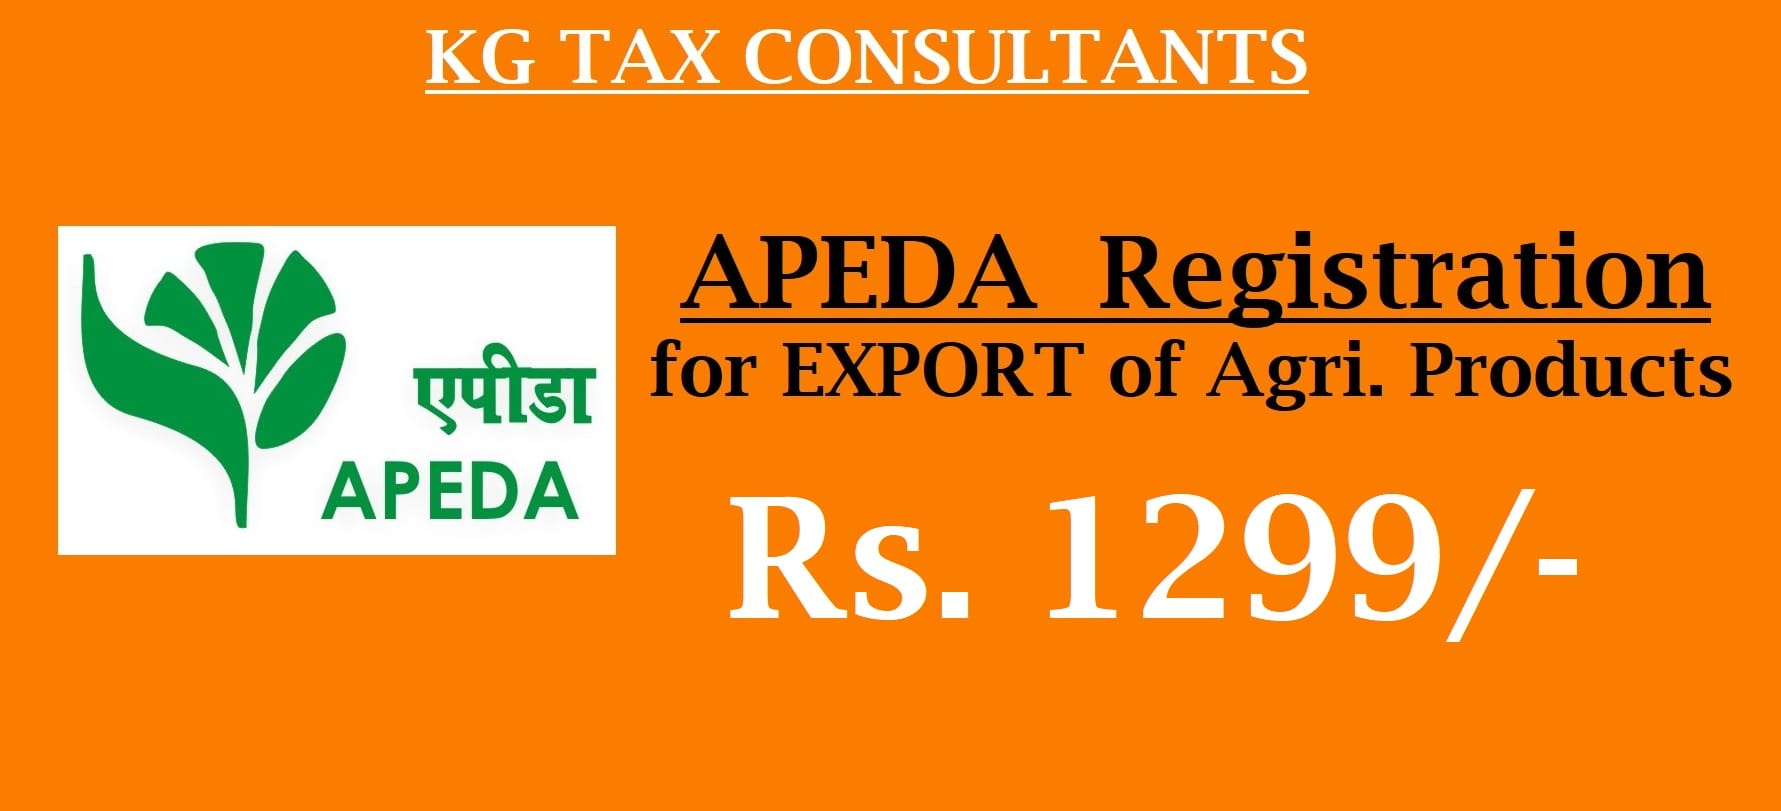 KG TAX CONSULTANTS
एपीडा
APEDA
APEDA Registration
for EXPORT of Agri. Products
Rs. 1299/-